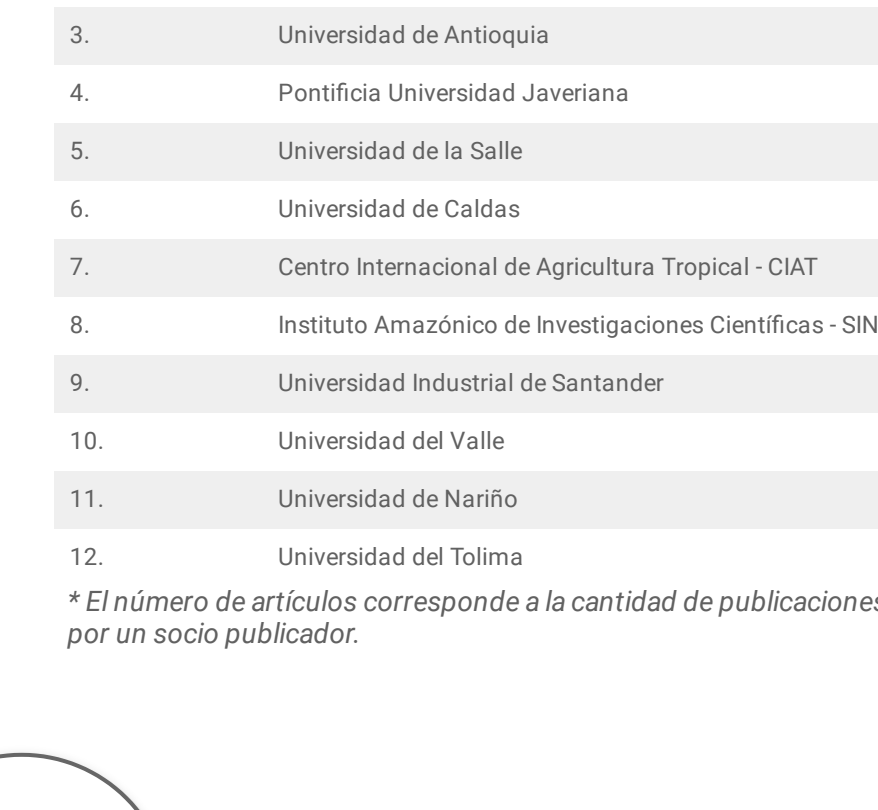 3. Universidad de Antioquia
4. Pontificia Universidad Javeriana
5. Universidad de la Salle
6. Universidad de Caldas
7. Centro Internacional de Agricultura Tropical - CIAT
8. Instituto Amazónico de Investigaciones Científicas - SIN
9. Universidad Industrial de Santander
10. Universidad del Valle
11. Universidad de Nariño
12. Universidad del Tolima
* El número de artículos corresponde a la cantidad de publicaciones
por un socio publicador.